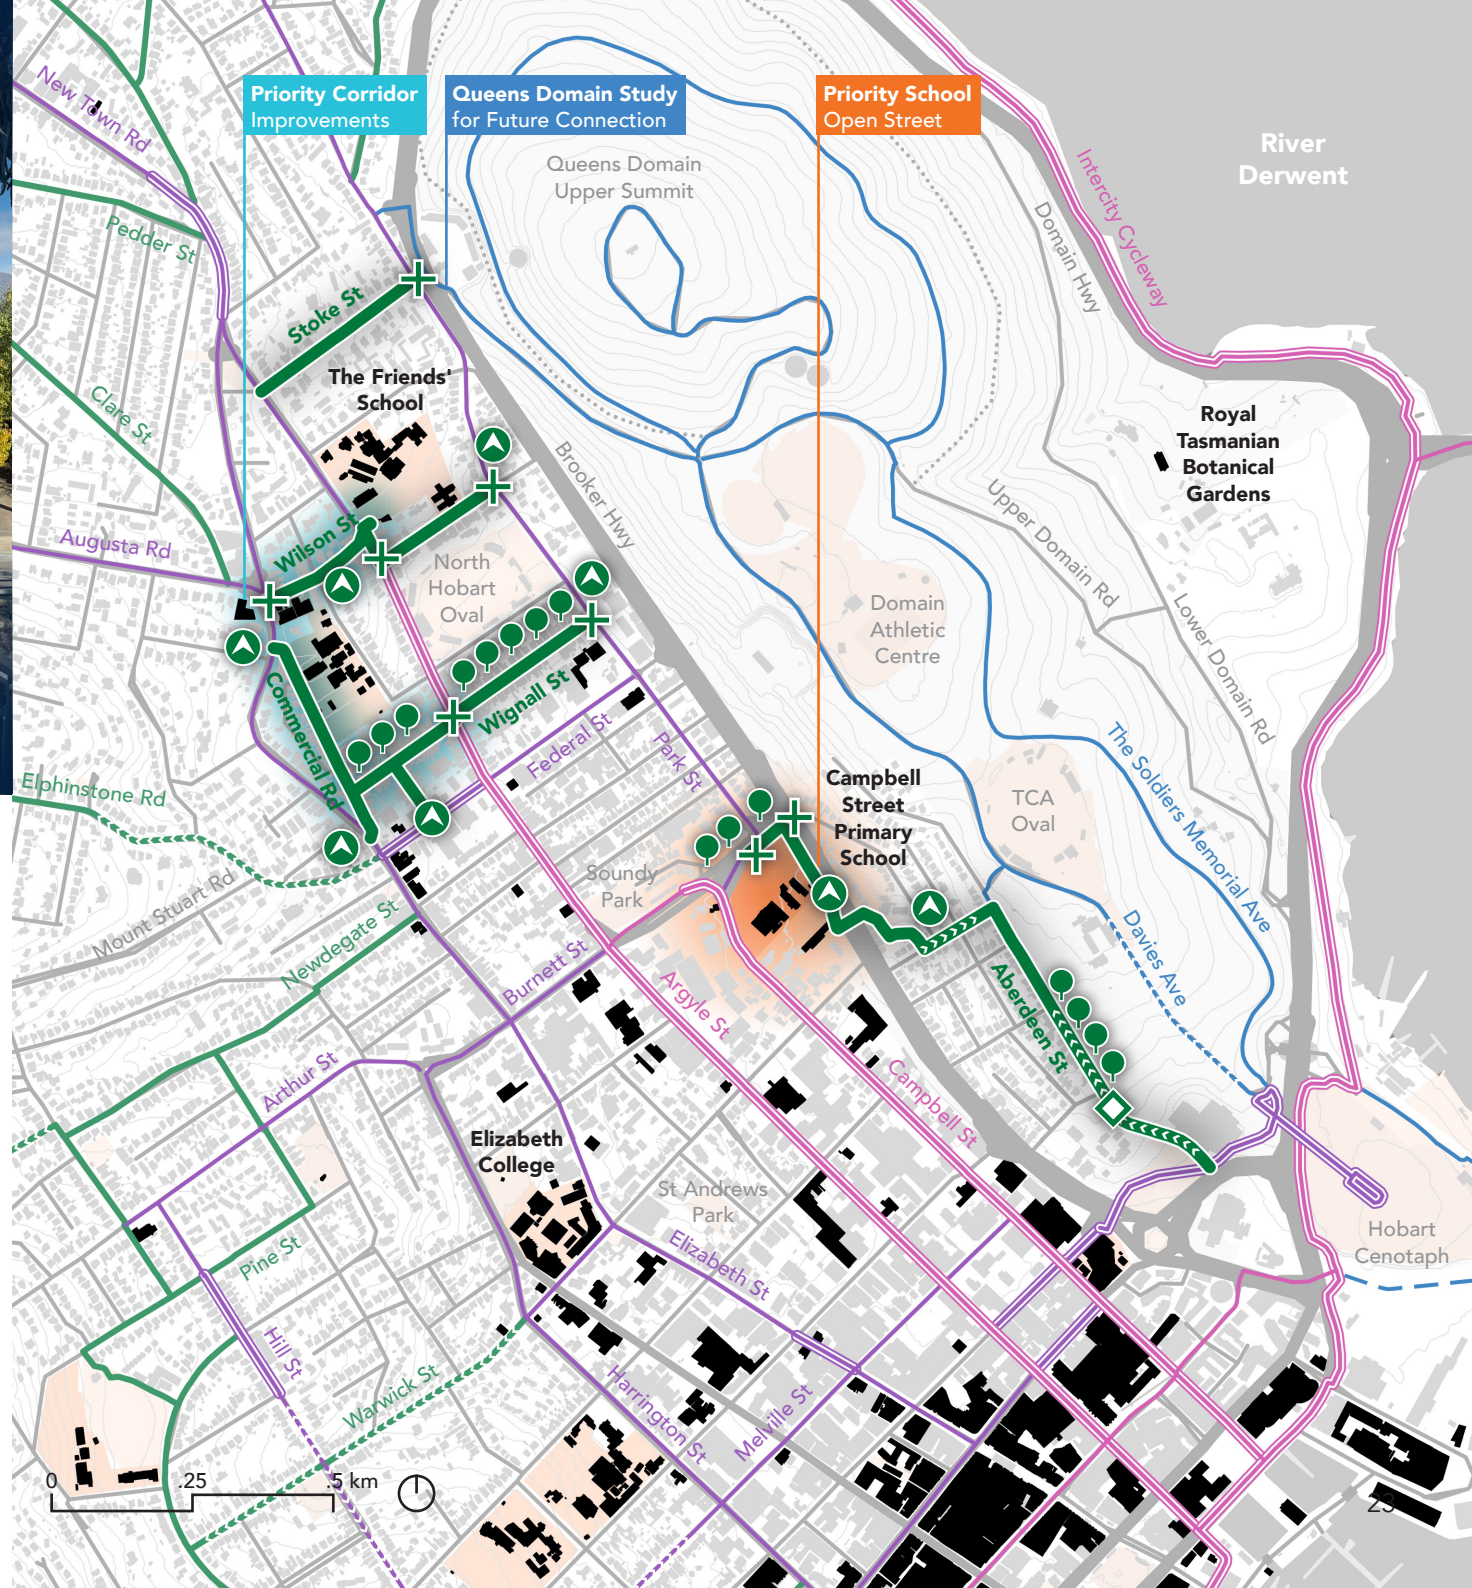 Priority Corridor
Improvements
Queens Domain Study
for Future Connection
Priority School
Open Street
River
Derwent
New Town Rd
Queens Domain
Upper Summit
Intercity Cycleway
Domain Hwy
Pedder St
Stoke St
The Friends'
School
Clare St
Royal
Tasmanian
Botanical
Gardens
Brooker Hwy
Upper Domain Rd
Augusta Rd
Wilson St
North
Hobart
Oval
Domain
Athletic
Centre
Lower Domain Rd
Commercial Rd
Wignall St
Federal St
Park St
The Soldiers Memorial Ave
Elphinstone Rd
Campbell
Street
Primary
School
TCA
Oval
Soundy
Park
Mount Stuart Rd
Newdegate St
Burnett St
Argyle St
Davies Ave
Aberdeen St
Arthur St
Campbell St
Elizabeth
College
St Andrews
Park
Elizabeth St
Hobart
Cenotaph
Pine St
Hill St
Warwick St
Harrington St
Melville St
0 .25 .5 km
23